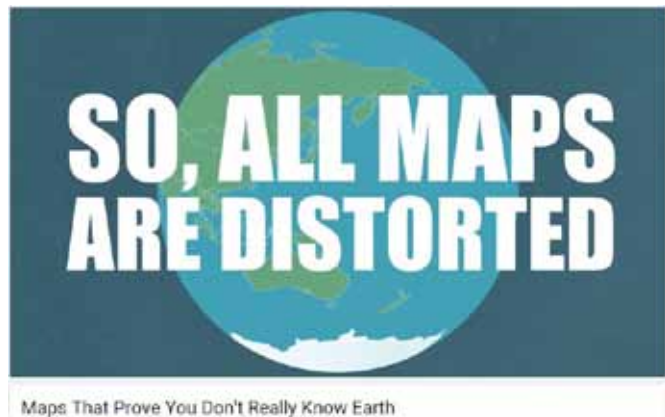 SO, ALL MAPS
ARE DISTORTED
Maps That Prove You Don't Really Know Earth